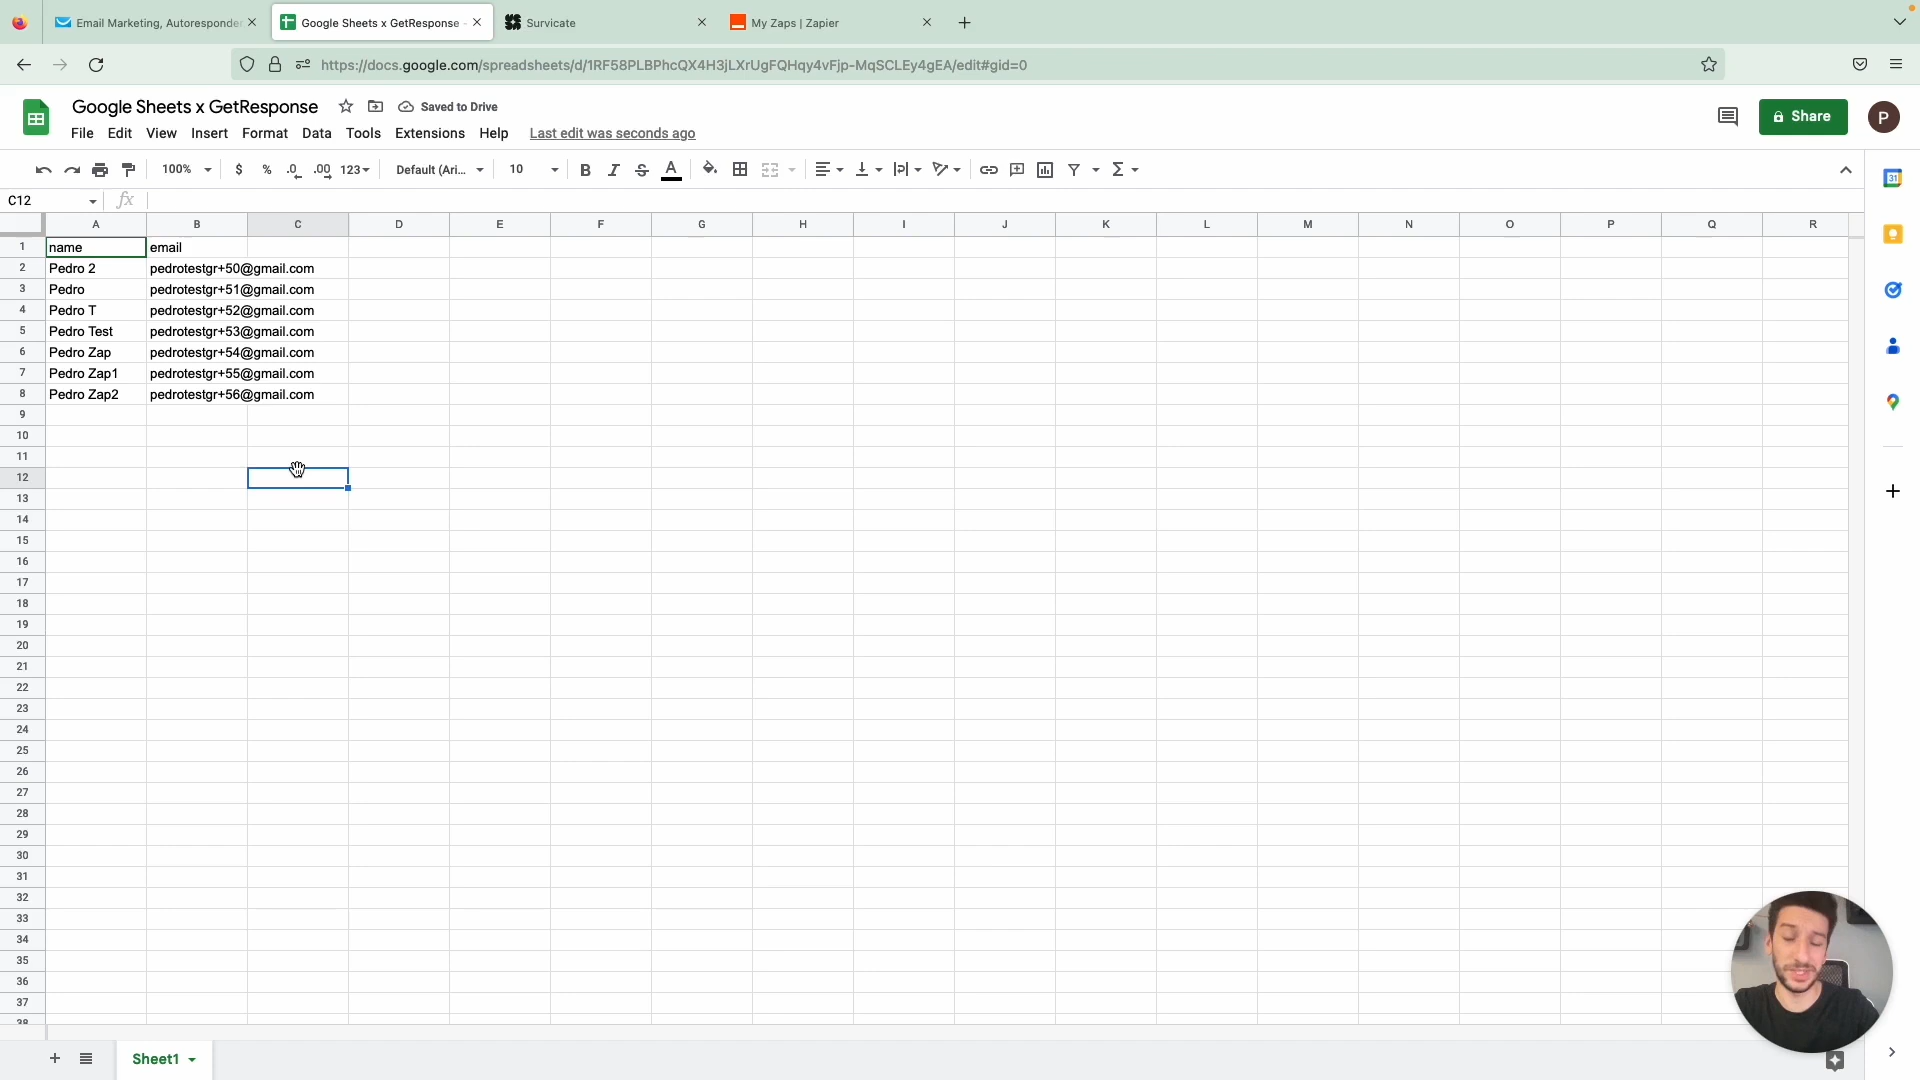 Email Marketing, Autoresponder
Google Sheets x GetResponse -
Survicate
My Zaps | Zapier
https://docs.google.com/spreadsheets/d/1RF58PLBPhcQX4H3jLXrUgFQHqy4vFjp-MqSCLEy4gEA/edit#gid=0
Google Sheets x GetResponse
Saved to Drive
File Edit View Insert Format Data Tools Extensions Help Last edit was seconds ago
Share
P
100% $ % .0 .00 123 Default (Ari... 10 B I S A
31
C12 fx
A B C D E F G H I J K L M N O P Q R
1 name email
2 Pedro 2 pedrotestgr+50@gmail.com
3 Pedro pedrotestgr+51@gmail.com
4 Pedro T pedrotestgr+52@gmail.com
5 Pedro Test pedrotestgr+53@gmail.com
6 Pedro Zap pedrotestgr+54@gmail.com
7 Pedro Zap1 pedrotestgr+55@gmail.com
8 Pedro Zap2 pedrotestgr+56@gmail.com
9
10
11
12
13
14
15
16
17
18
19
20
21
22
23
24
25
26
27
28
29
30
31
32
33
34
35
36
37
38
Sheet1